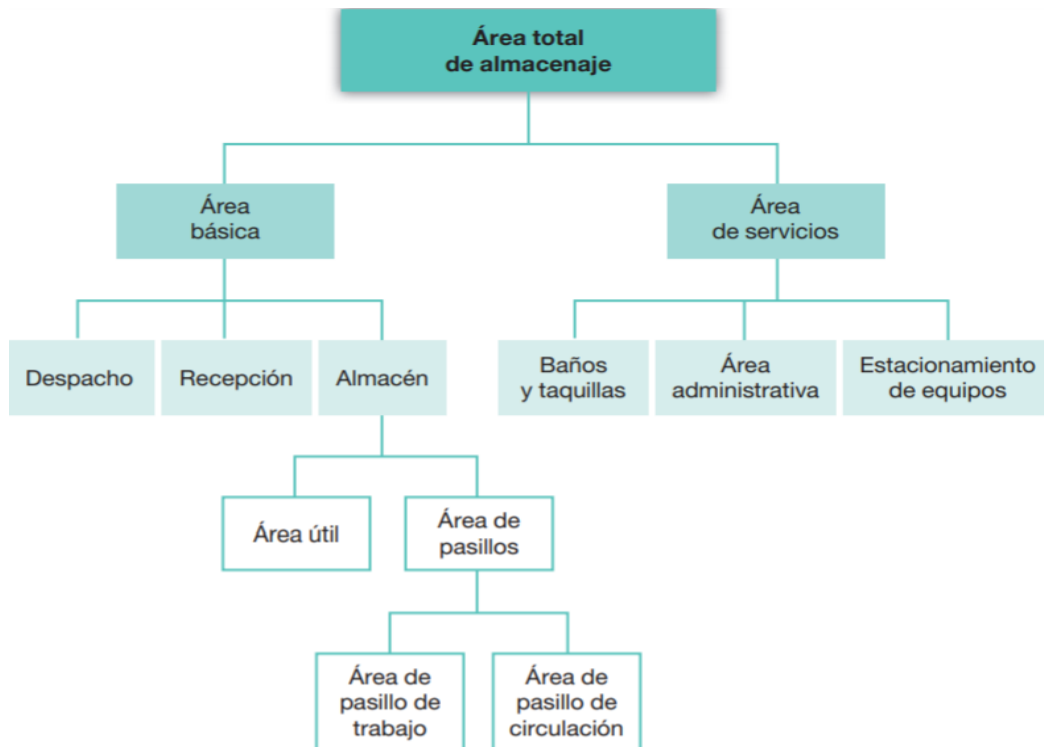 Área total
de almacenaje
Área
básica
Área
de servicios
Despacho
Recepción
Almacén
Baños
y taquillas
Área
administrativa
Estacionamiento
de equipos
Área útil
Área de
pasillos
Área de
pasillo de
trabajo
Área de
pasillo de
circulación